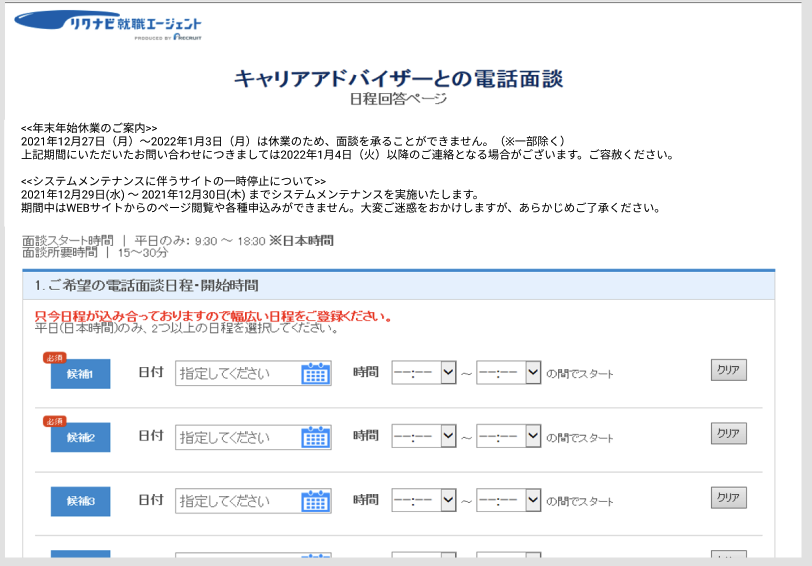 リクナビ就職エージェント
PRODUCED BY RECRUIT
キャリアアドバイザーとの電話面談
日程回答ページ
<<年末年始休業のご案内>>
2021年12月27日（月）～2022年1月3日（月）は休業のため、面談を承ることができません。（※一部除く）
上記期間にいただいたお問い合わせにつきましては2022年1月4日（火）以降のご連絡となる場合がございます。ご容赦ください。
<<システムメンテナンスに伴うサイトの一時停止について>>
2021年12月29日(水) ～ 2021年12月30日(木) までシステムメンテナンスを実施いたします。
期間中はWEBサイトからのページ閲覧や各種申込みができません。大変ご迷惑をおかけしますが、あらかじめご了承ください。
面談スタート時間 ｜ 平日のみ： 9:30 ～ 18:30 ※日本時間
面談所要時間 ｜ 15～30分
1. ご希望の電話面談日程・開始時間
只今日程が込み合っておりますので幅広い日程をご登録ください。
平日(日本時間)のみ、2つ以上の日程を選択してください。
必須
候補1 日付 指定してください 時間 --:-- ～ --:-- の間でスタート クリア
必須
候補2 日付 指定してください 時間 --:-- ～ --:-- の間でスタート クリア
候補3 日付 指定してください 時間 --:-- ～ --:-- の間でスタート クリア